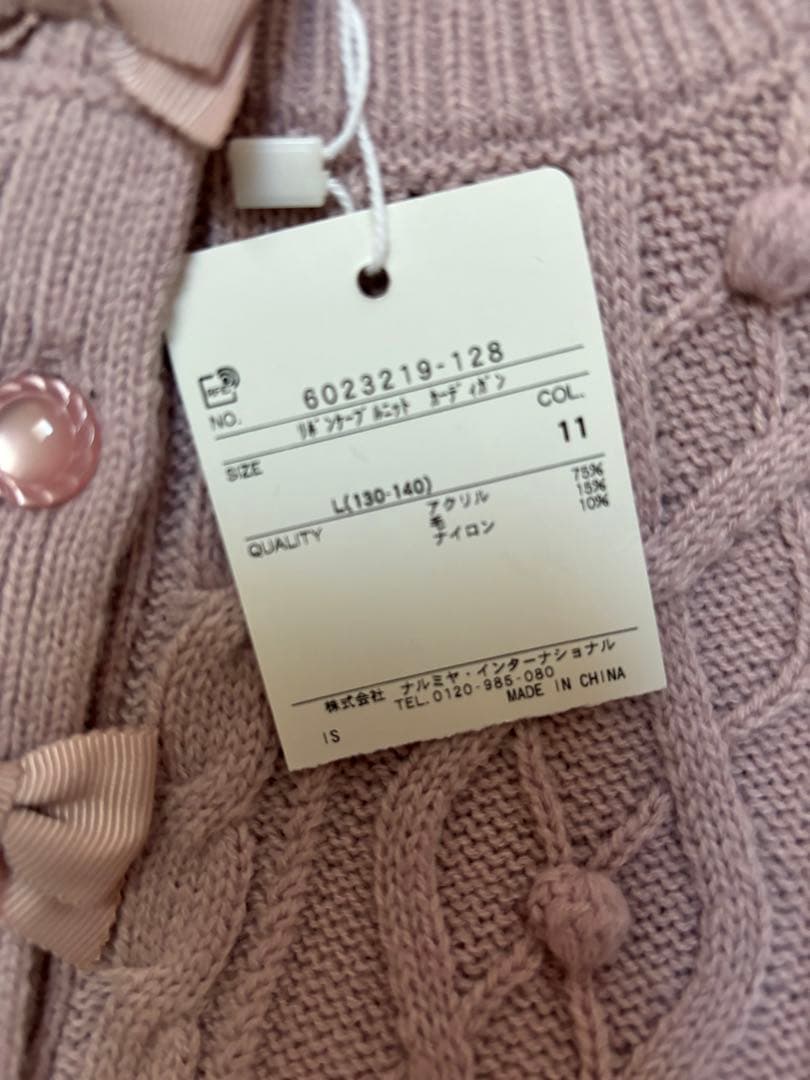 RFID
NO. 6023219-128
リボンケーブルニット カーディガン
SIZE COL.
L(130-140) 11
QUALITY アクリル 75%
毛 15%
ナイロン 10%
株式会社 ナルミヤ・インターナショナル
TEL.0120-985-080
IS MADE IN CHINA